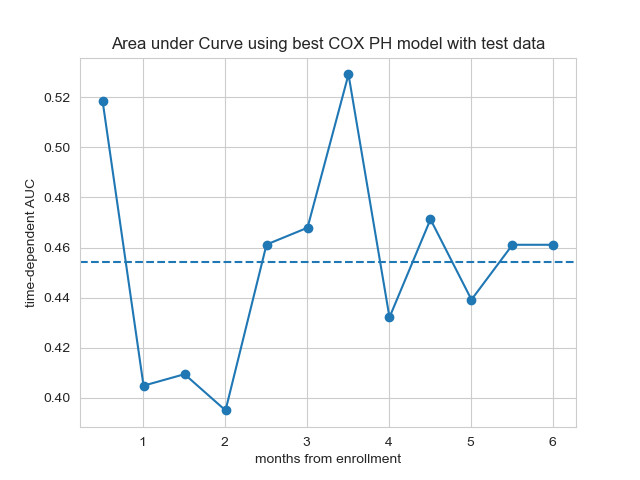 Area under Curve using best COX PH model with test data
time-dependent AUC
0.52
0.50
0.48
0.46
0.44
0.42
0.40
1 2 3 4 5 6
months from enrollment